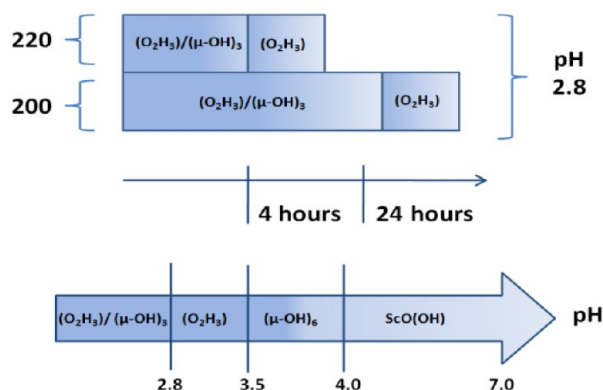 220
(O₂H₃)/(μ-OH)₃ (O₂H₃)
pH
2.8
200
(O₂H₃)/(μ-OH)₃ (O₂H₃)
4 hours 24 hours
(O₂H₃)/ (μ-OH)₃ (O₂H₃) (μ-OH)₆ ScO(OH) pH
2.8 3.5 4.0 7.0